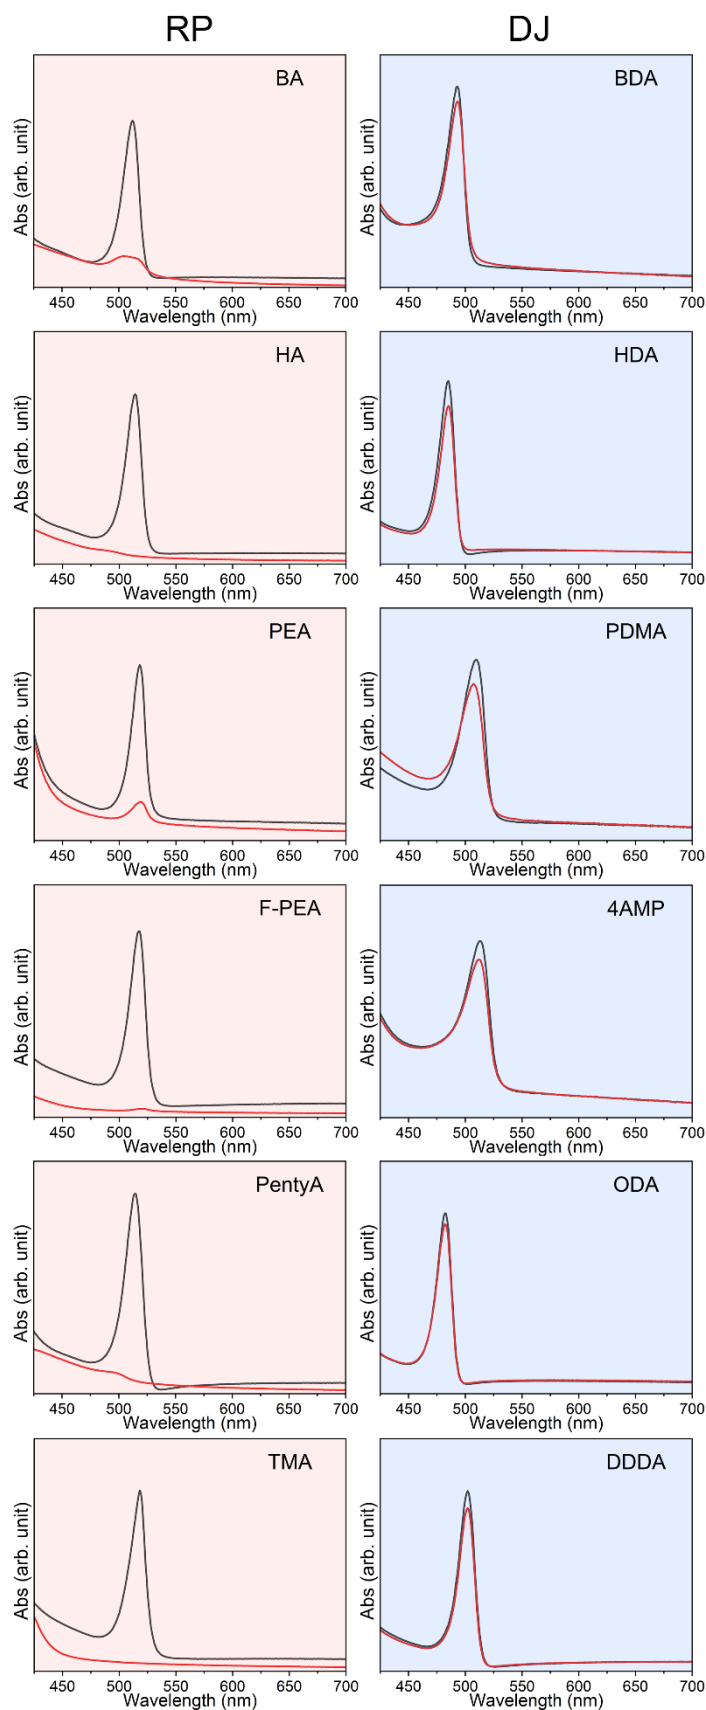 RP DJ
BA BDA
Abs (arb. unit) Abs (arb. unit)
450 500 550 600 650 700 450 500 550 600 650 700
Wavelength (nm) Wavelength (nm)
HA HDA
Abs (arb. unit) Abs (arb. unit)
450 500 550 600 650 700 450 500 550 600 650 700
Wavelength (nm) Wavelength (nm)
PEA PDMA
Abs (arb. unit) Abs (arb. unit)
450 500 550 600 650 700 450 500 550 600 650 700
Wavelength (nm) Wavelength (nm)
F-PEA 4AMP
Abs (arb. unit) Abs (arb. unit)
450 500 550 600 650 700 450 500 550 600 650 700
Wavelength (nm) Wavelength (nm)
PentyA ODA
Abs (arb. unit) Abs (arb. unit)
450 500 550 600 650 700 450 500 550 600 650 700
Wavelength (nm) Wavelength (nm)
TMA DDDA
Abs (arb. unit) Abs (arb. unit)
450 500 550 600 650 700 450 500 550 600 650 700
Wavelength (nm) Wavelength (nm)